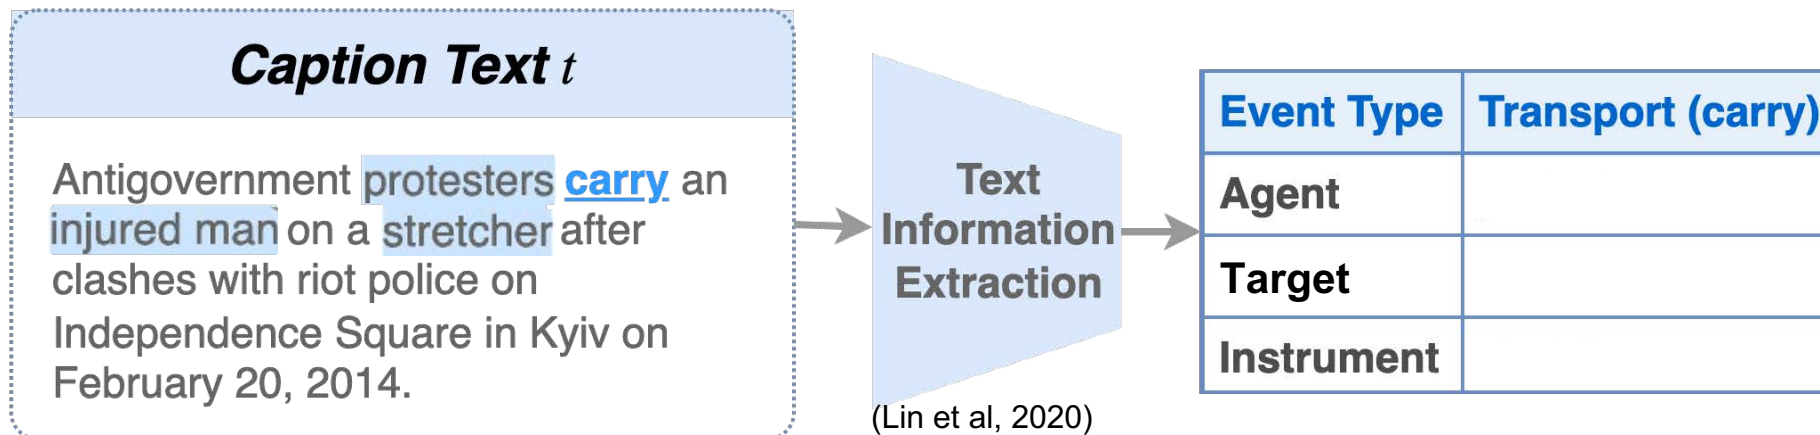 Caption Text t
Antigovernment protesters carry an
injured man on a stretcher after
clashes with riot police on
Independence Square in Kyiv on
February 20, 2014.
Text
Information
Extraction
(Lin et al, 2020)
Event Type Transport (carry)
Agent
Target
Instrument